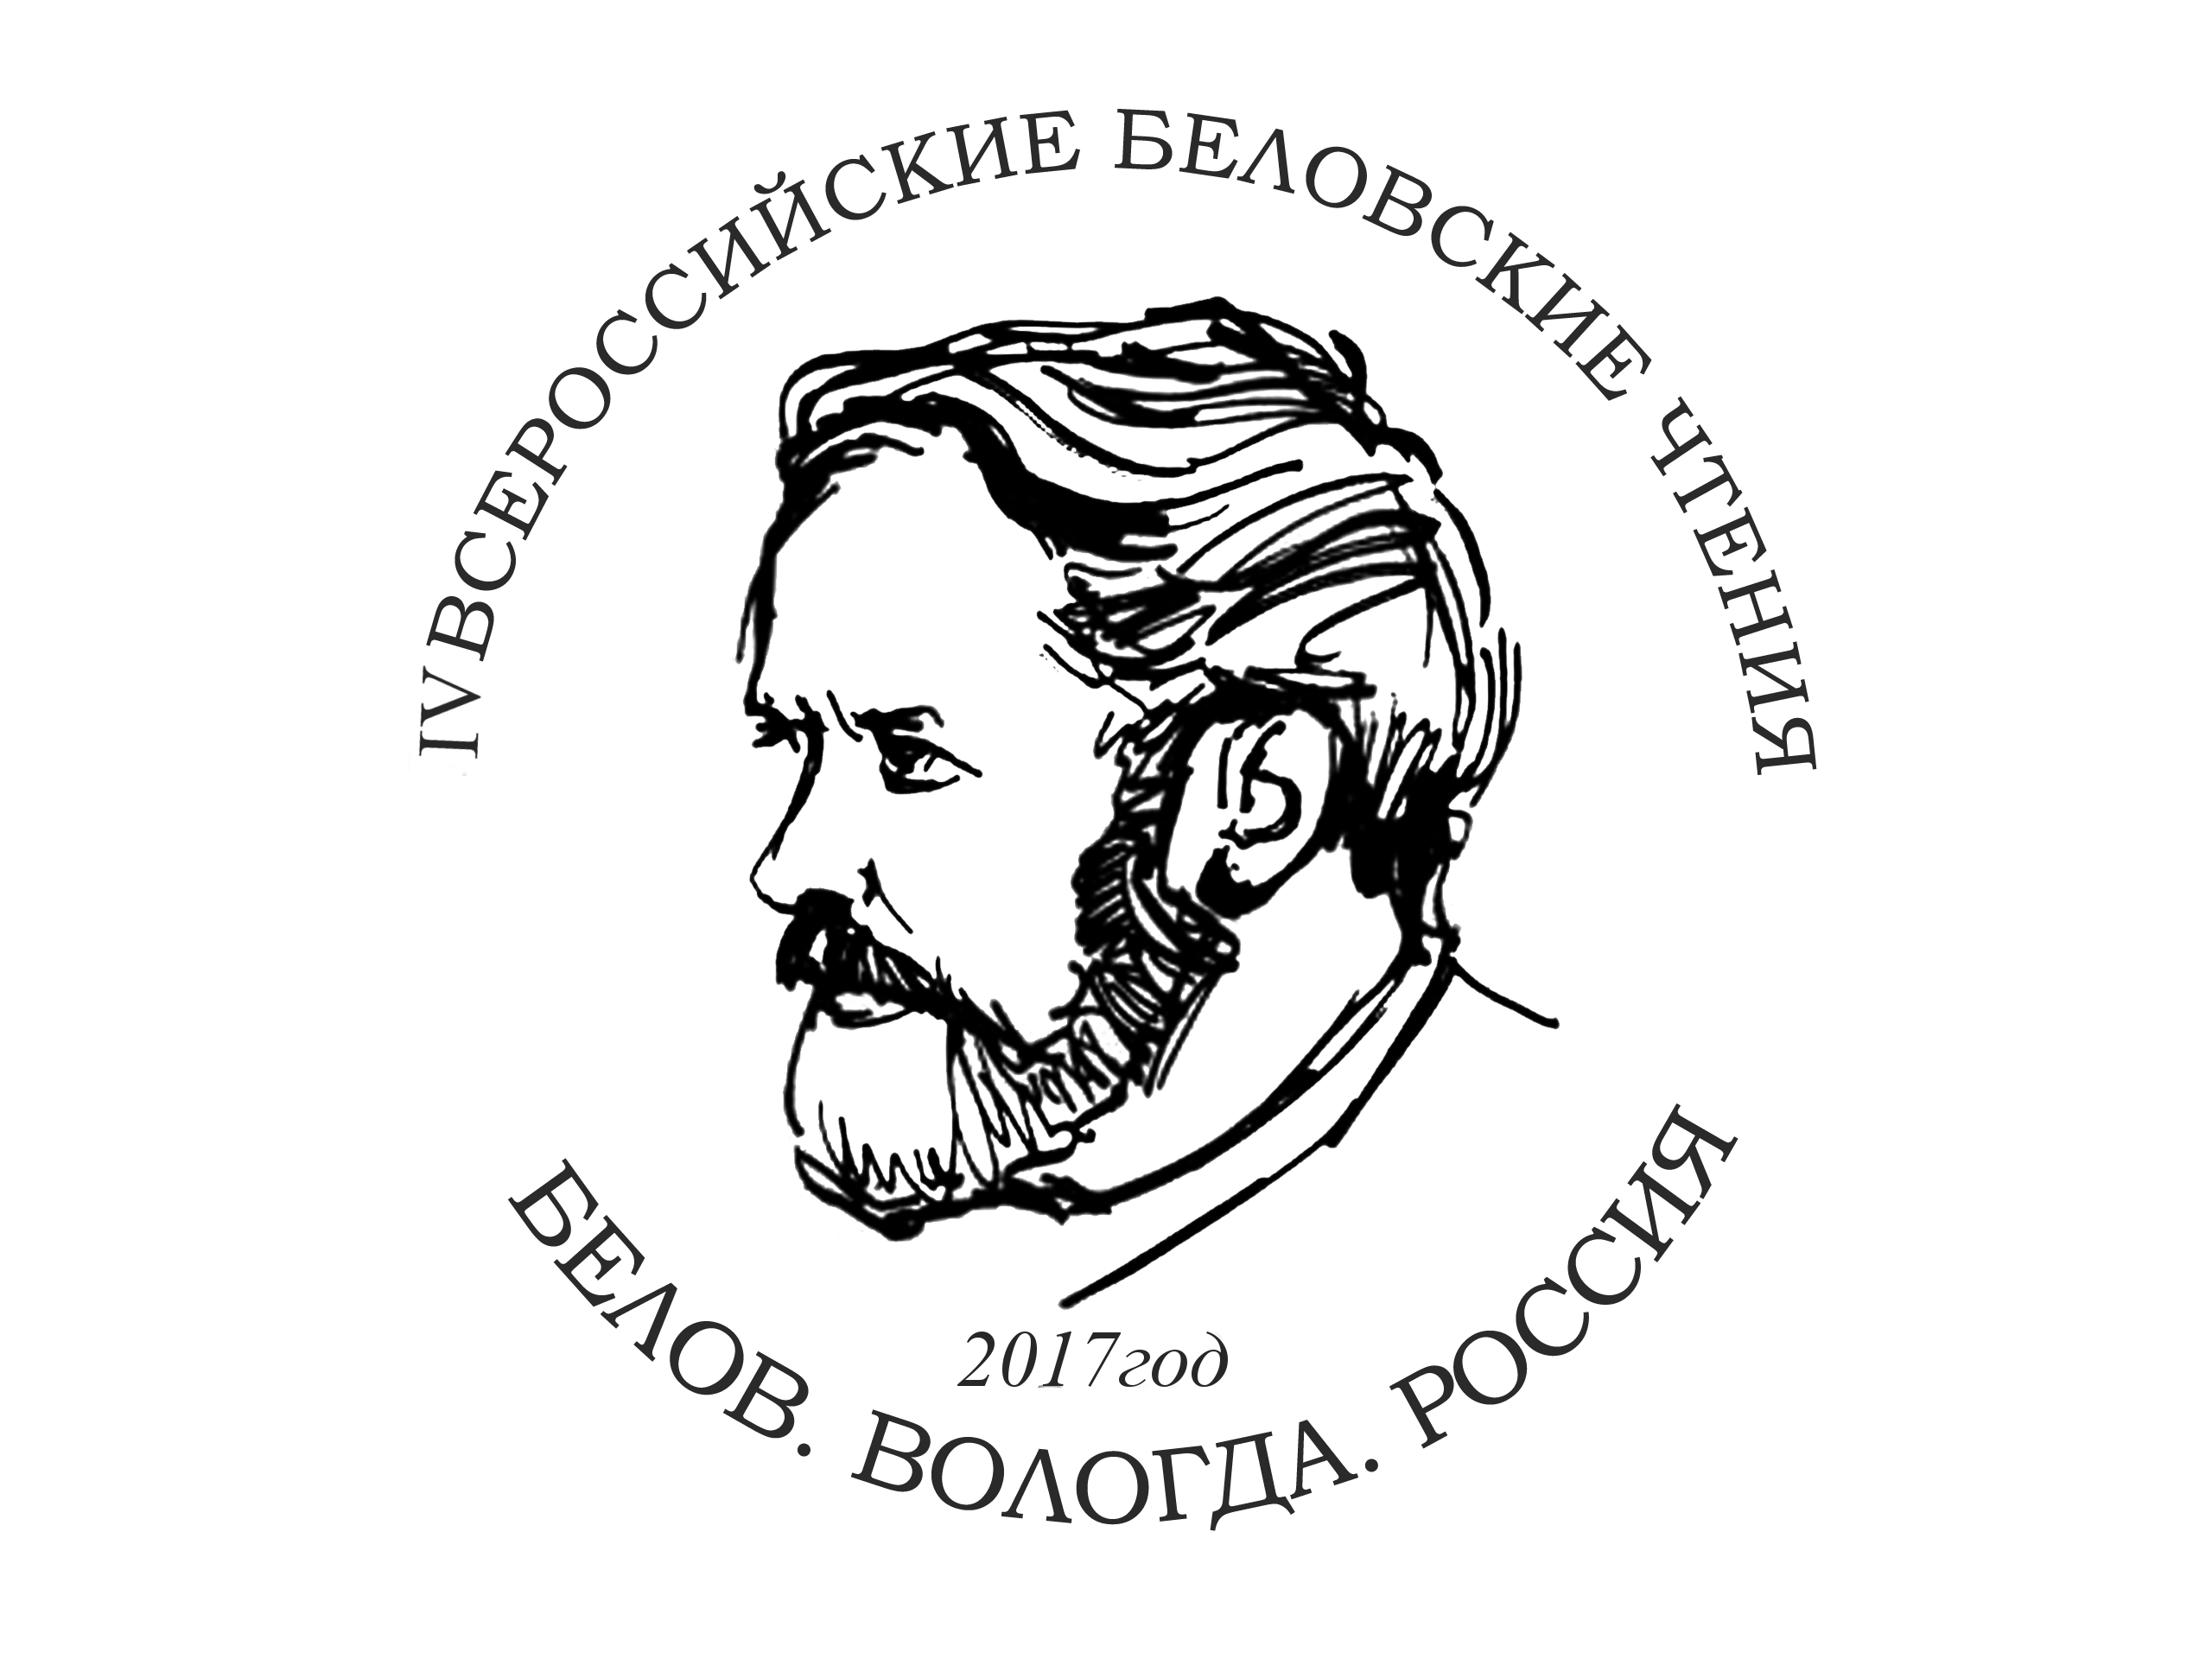 IV ВСЕРОССИЙСКИЕ БЕЛОВСКИЕ ЧТЕНИЯ
2017год
БЕЛОВ. ВОЛОГДА. РОССИЯ